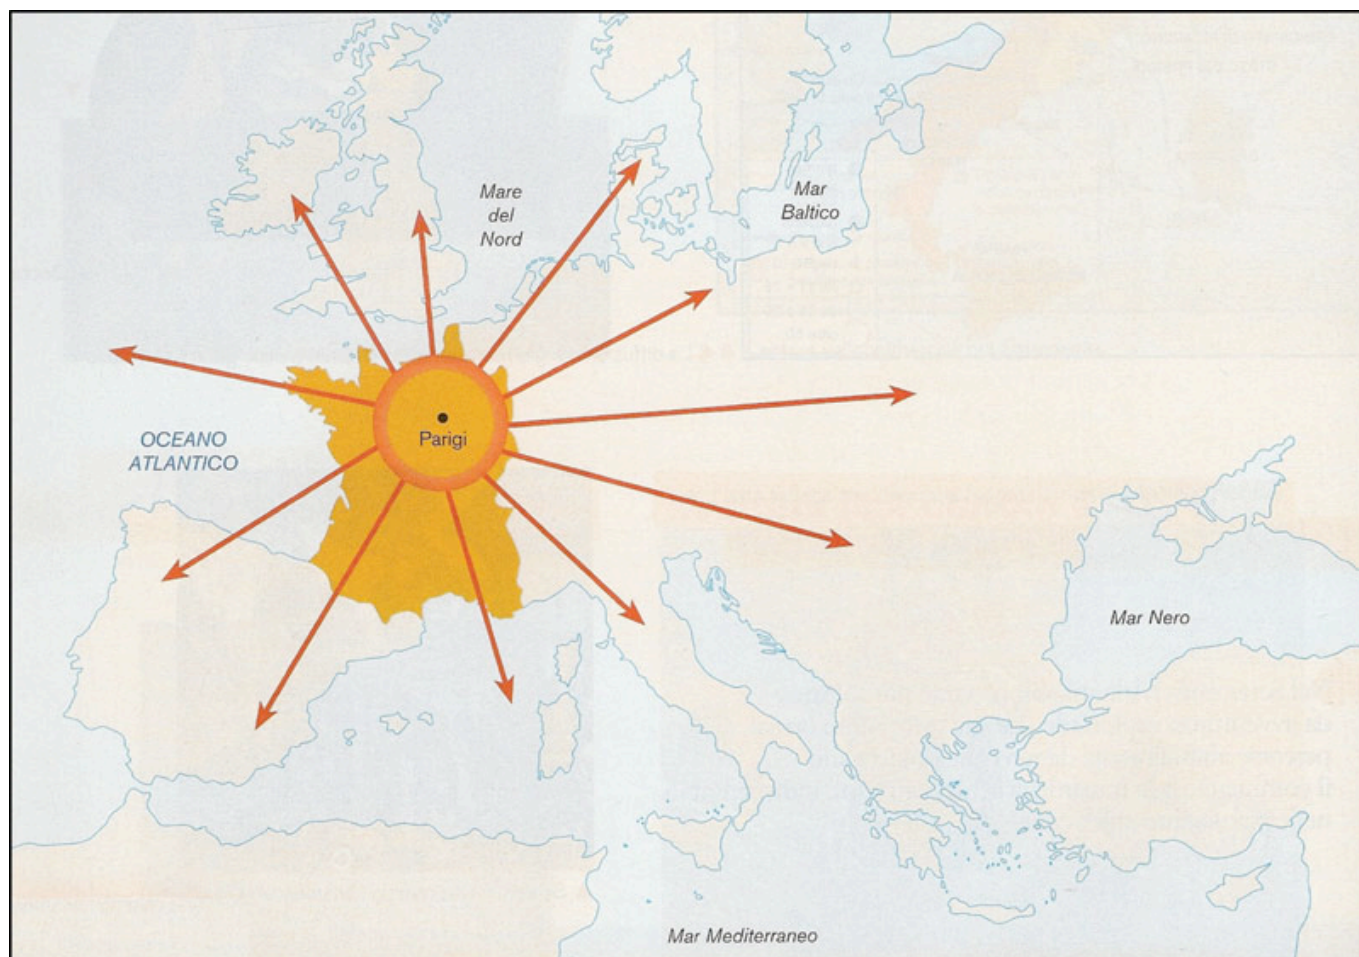 Mare
del
Nord
Mar
Baltico
Parigi
OCEANO
ATLANTICO
Mar Nero
Mar Mediterraneo